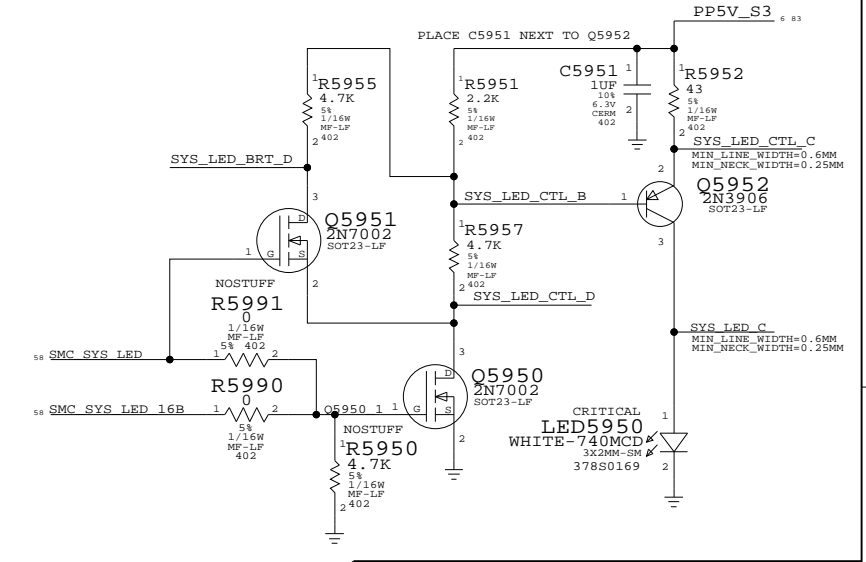 PP5V_S3
6 83
PLACE C5951 NEXT TO Q5952
1
R5955
4.7K
5%
1/16W
MF-LF
402
2
1
R5951
2.2K
5%
1/16W
MF-LF
402
2
C5951
1
1UF
10%
6.3V
CERM
402
2
1
R5952
43
5%
1/16W
MF-LF
402
2
SYS_LED_CTL_C
MIN_LINE_WIDTH=0.6MM
MIN_NECK_WIDTH=0.25MM
SYS_LED_BRT_D
SYS_LED_CTL_B
2
1
Q5952
2N3906
SOT23-LF
3
3
D
Q5951
2N7002
SOT23-LF
1
G
S
2
1
R5957
4.7K
5%
1/16W
MF-LF
402
2
SYS_LED_CTL_D
NOSTUFF
R5991
0
1/16W
MF-LF
5% 402
58 SMC_SYS_LED
1
2
SYS_LED_C
MIN_LINE_WIDTH=0.6MM
MIN_NECK_WIDTH=0.25MM
R5990
0
58 SMC_SYS_LED_16B
1
2
5%
1/16W
MF-LF
402
Q5950_1
3
D
Q5950
2N7002
SOT23-LF
1
G
S
2
NOSTUFF
1
R5950
4.7K
5%
1/16W
MF-LF
402
2
CRITICAL
LED5950
WHITE-740MCD
3X2MM-SM
378S0169
1
2